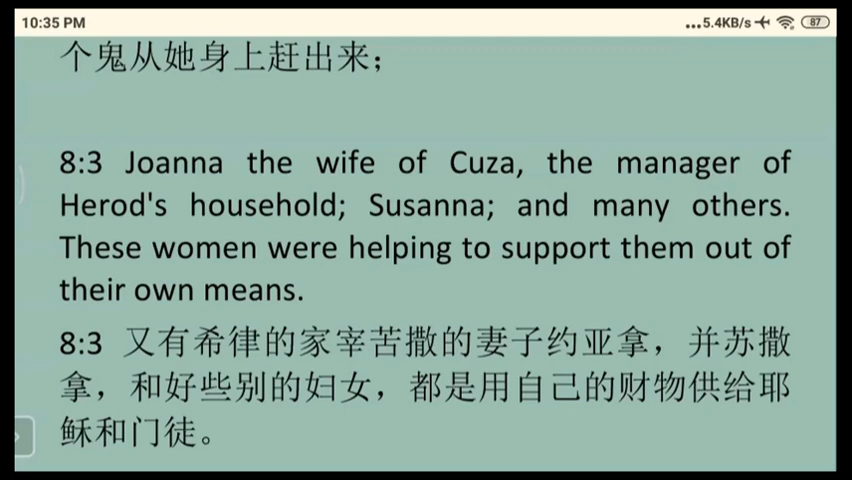 10:35 PM ...5.4KB/s 87
个鬼从她身上赶出来；
8:3 Joanna the wife of Cuza, the manager of
Herod's household; Susanna; and many others.
These women were helping to support them out of
their own means.
8:3 又有希律的家宰苦撒的妻子约亚拿，并苏撒
拿，和好些别的妇女，都是用自己的财物供给耶
稣和门徒。